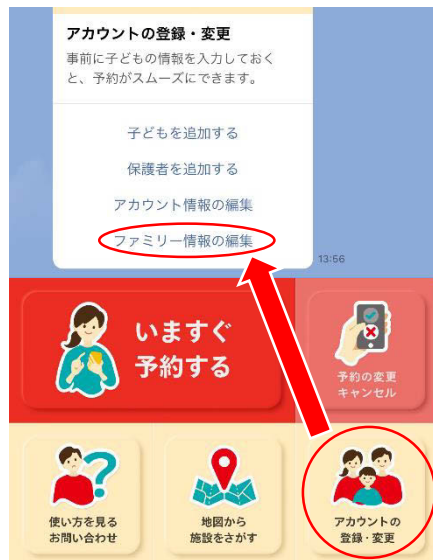 アカウントの登録・変更
事前に子どもの情報を入力しておく
と、予約がスムーズにできます。
子どもを追加する
保護者を追加する
アカウント情報の編集
ファミリー情報の編集
13:56
いますぐ
予約する
予約の変更
キャンセル
使い方を見る
お問い合わせ
地図から
施設をさがす
アカウントの
登録・変更